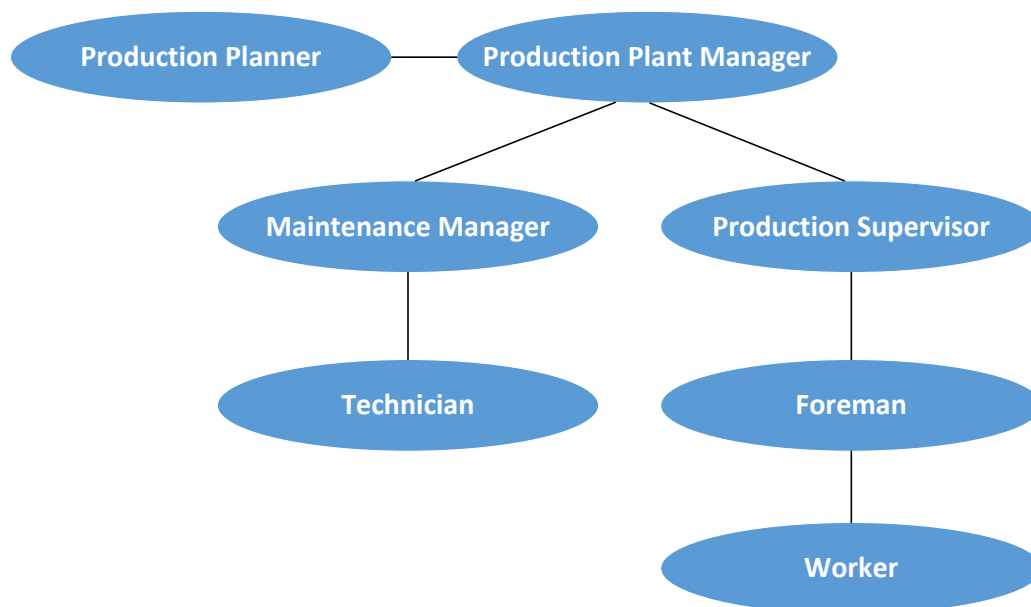 Production Planner
Production Plant Manager
Maintenance Manager
Production Supervisor
Technician
Foreman
Worker